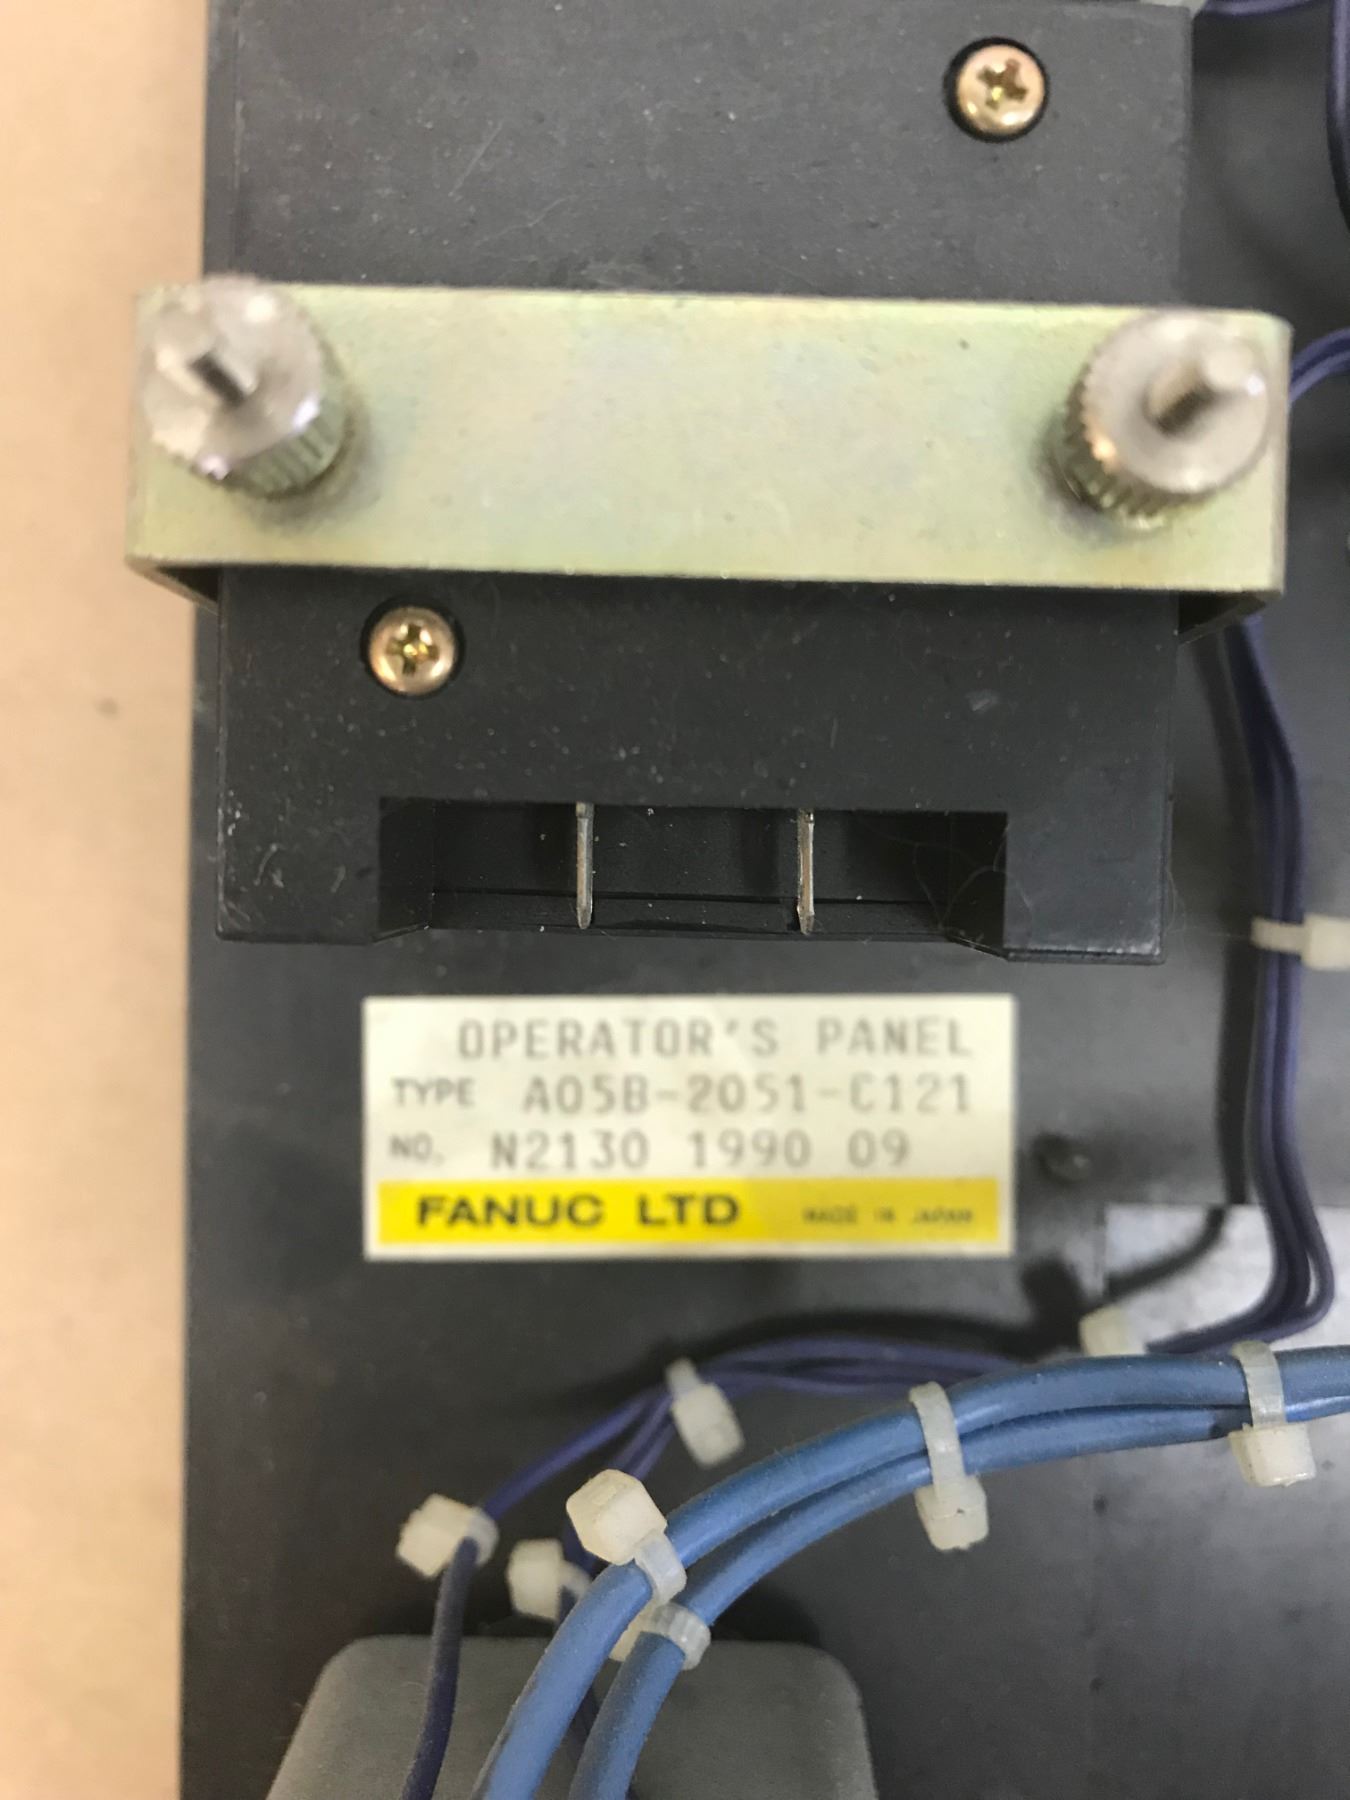 OPERATOR'S PANEL
TYPE A05B-2051-C121
NO. N2130 1990 09
FANUC LTD MADE IN JAPAN